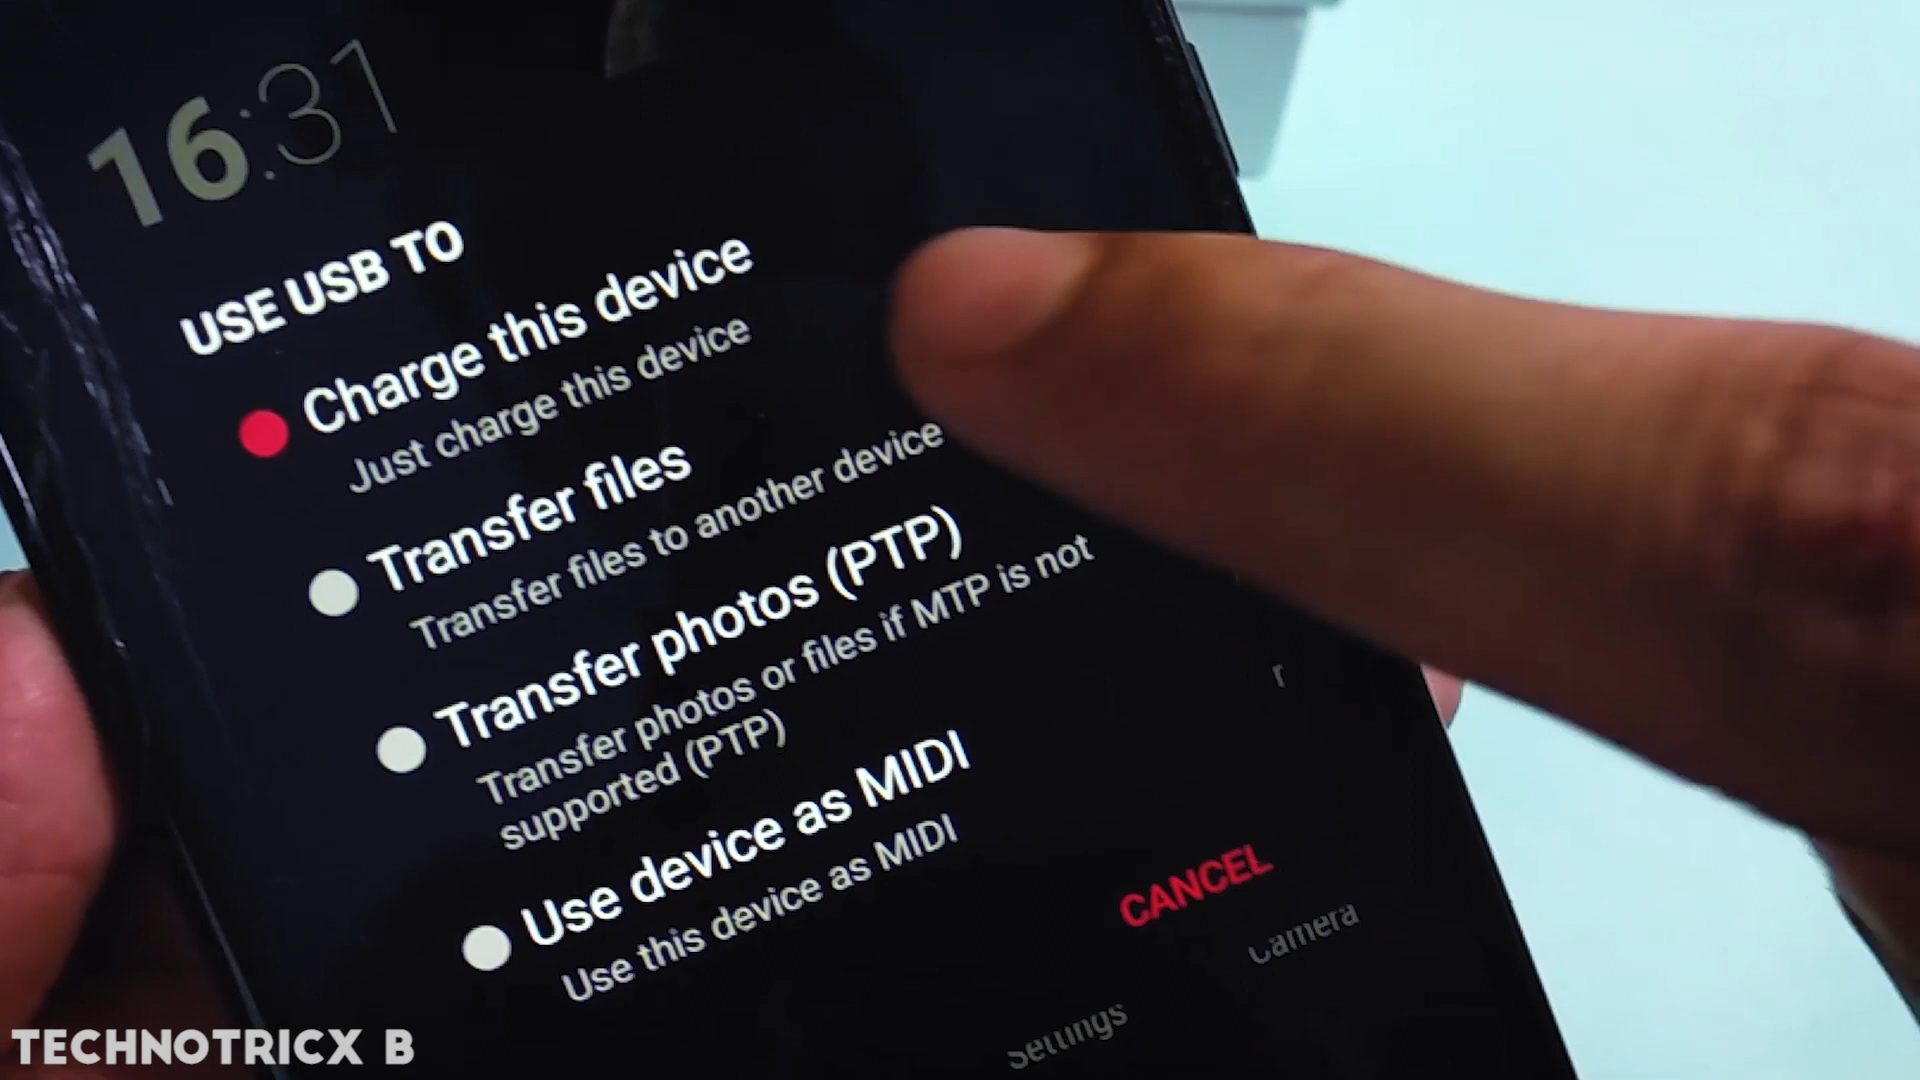 16:31
USE USB TO
Charge this device
Just charge this device
Transfer files
Transfer files to another device
Transfer photos (PTP)
Transfer photos or files if MTP is not
supported (PTP)
Use device as MIDI
Use this device as MIDI
CANCEL
r
Camera
Settings
TECHNOTRICX B